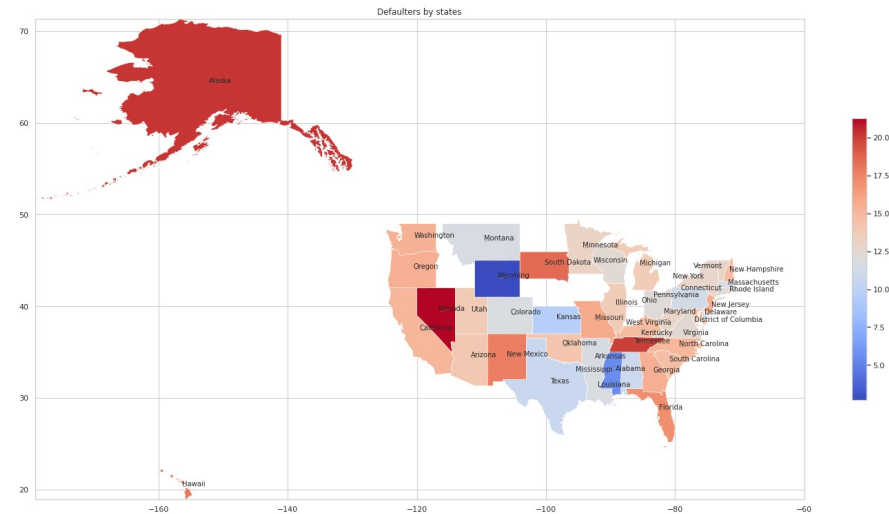 Defaulters by states
70
60
50
40
30
20
−160
−140
−120
−100
−80
−60
20.0
17.5
15.0
12.5
10.0
7.5
5.0
Alaska
Washington
Montana
Minnesota
Oregon
South Dakota
Wisconsin
Michigan
Vermont
New-Hampshire
New York
Massachusetts
Wyoming
Connecticut
Rhode Island
Pennsylvania
Nevada
Utah
Colorado
Kansas
Illinois
Ohio
New Jersey
Missouri
Maryland
Delaware
District of Columbia
California
West Virginia
Virginia
Kentucky
Oklahoma
Tennessee
North-Carolina
Arizona
New Mexico
Arkansas
South Carolina
Mississippi
Alabama
Georgia
Texas
Louisiana
Florida
Hawaii